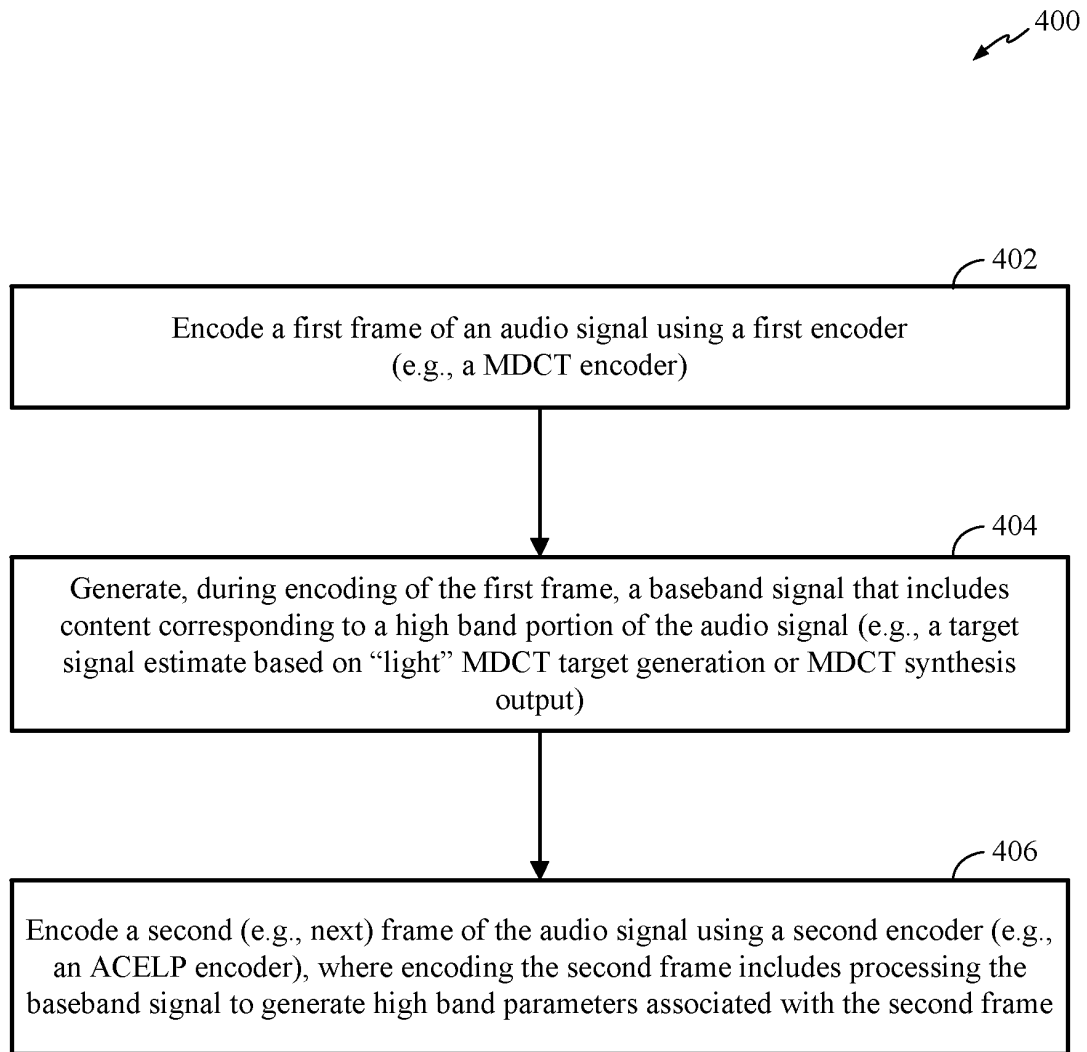 400
402
Encode a first frame of an audio signal using a first encoder
(e.g., a MDCT encoder)
404
Generate, during encoding of the first frame, a baseband signal that includes
content corresponding to a high band portion of the audio signal (e.g., a target
signal estimate based on “light” MDCT target generation or MDCT synthesis
output)
406
Encode a second (e.g., next) frame of the audio signal using a second encoder (e.g.,
an ACELP encoder), where encoding the second frame includes processing the
baseband signal to generate high band parameters associated with the second frame